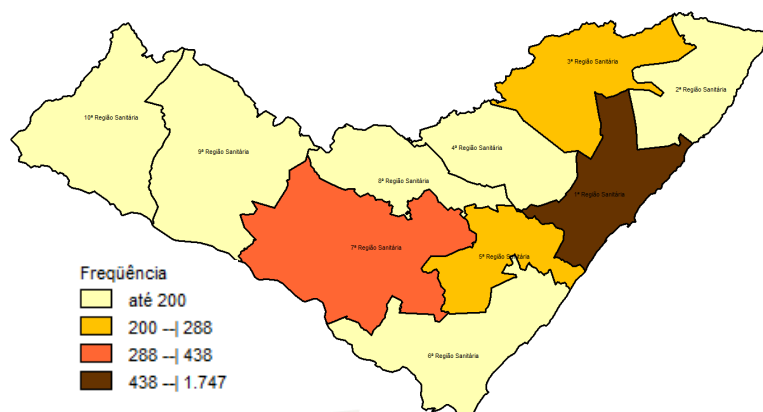 3ª Região Sanitária
2ª Região Sanitária
10ª Região Sanitária
9ª Região Sanitária
4ª Região Sanitária
8ª Região Sanitária
1ª Região Sanitária
7ª Região Sanitária
5ª Região Sanitária
6ª Região Sanitária
Freqüência
até 200
200 --| 288
288 --| 438
438 --| 1.747